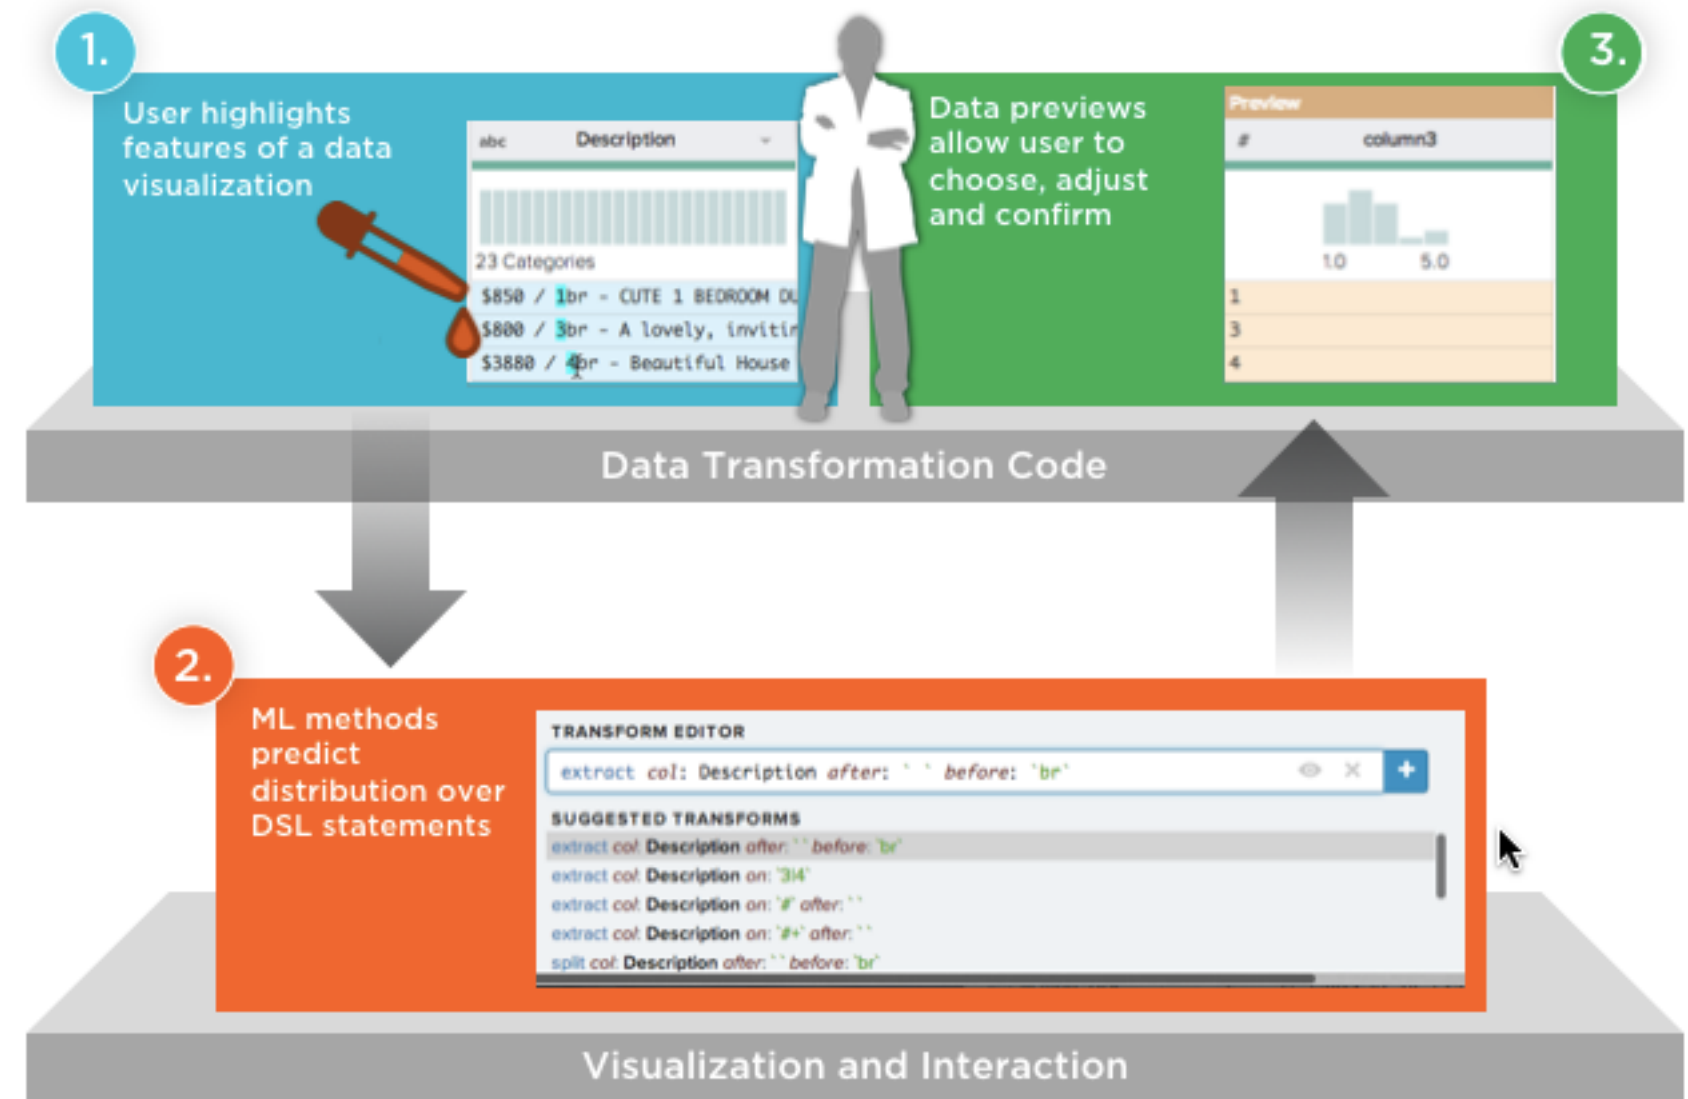 1.
User highlights
features of a data
visualization
abc Description
23 Categories
$850 / 1br - CUTE 1 BEDROOM DU
$800 / 3br - A lovely, invitin
$3880 / 4br - Beautiful House
3.
Data previews
allow user to
choose, adjust
and confirm
Preview
# column3
1.0 5.0
1
3
4
Data Transformation Code
2.
ML methods
predict
distribution over
DSL statements
TRANSFORM EDITOR
extract col: Description after: ` ` before: `br`
+
SUGGESTED TRANSFORMS
extract col: Description after: ` ` before: `br`
extract col: Description on: `3|4`
extract col: Description on: `#` after: ` `
extract col: Description on: `#+` after: ` `
split col: Description after: ` ` before: `br`
Visualization and Interaction